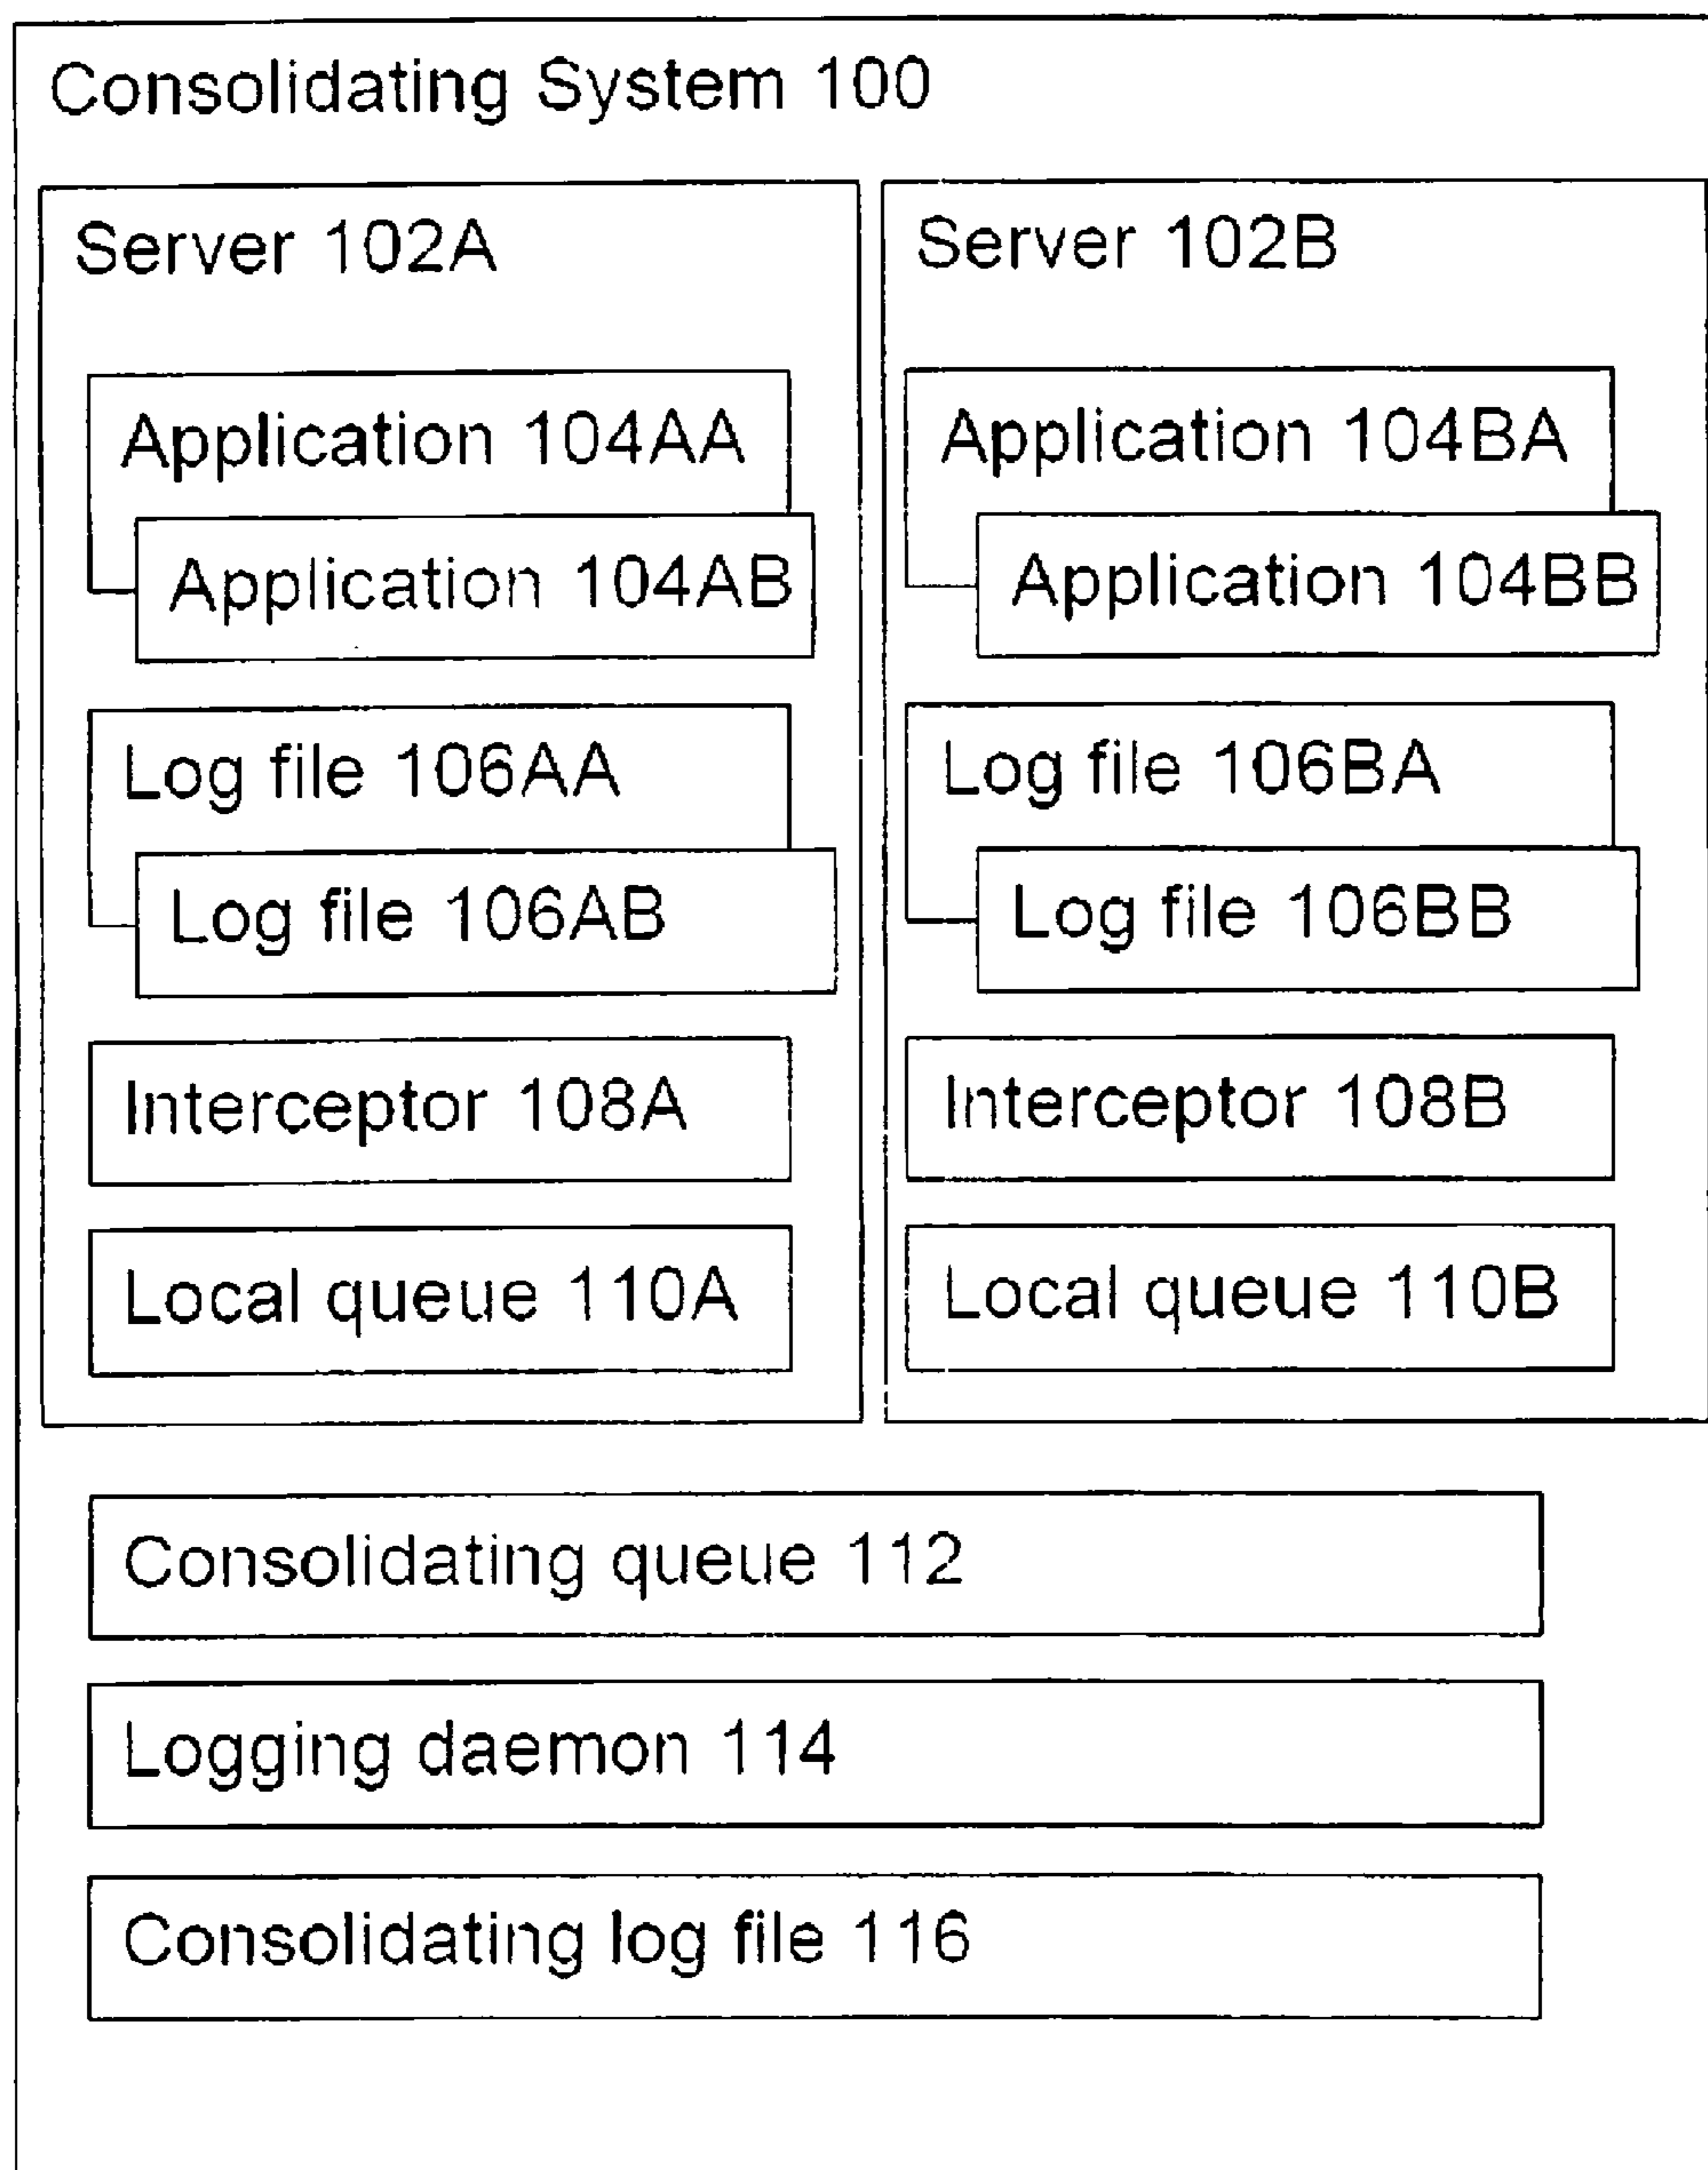 Consolidating System 100
Server 102A
Application 104AA
Application 104AB
Log file 106AA
Log file 106AB
Interceptor 108A
Local queue 110A
Server 102B
Application 104BA
Application 104BB
Log file 106BA
Log file 106BB
Interceptor 108B
Local queue 110B
Consolidating queue 112
Logging daemon 114
Consolidating log file 116